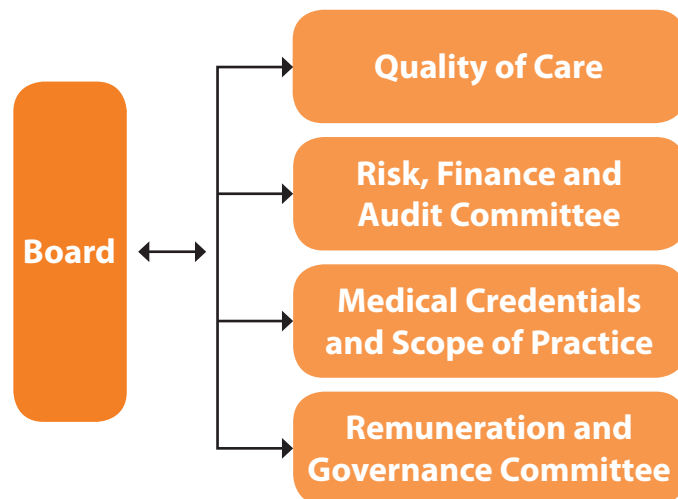 Board
Quality of Care
Risk, Finance and
Audit Committee
Medical Credentials
and Scope of Practice
Remuneration and
Governance Committee